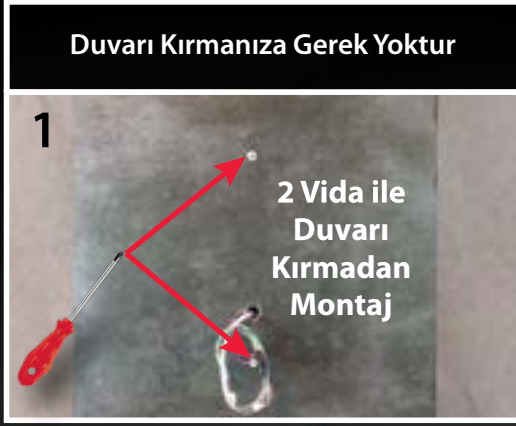 Duvarı Kırmanıza Gerek Yoktur
1
2 Vida ile
Duvarı
Kırmadan
Montaj